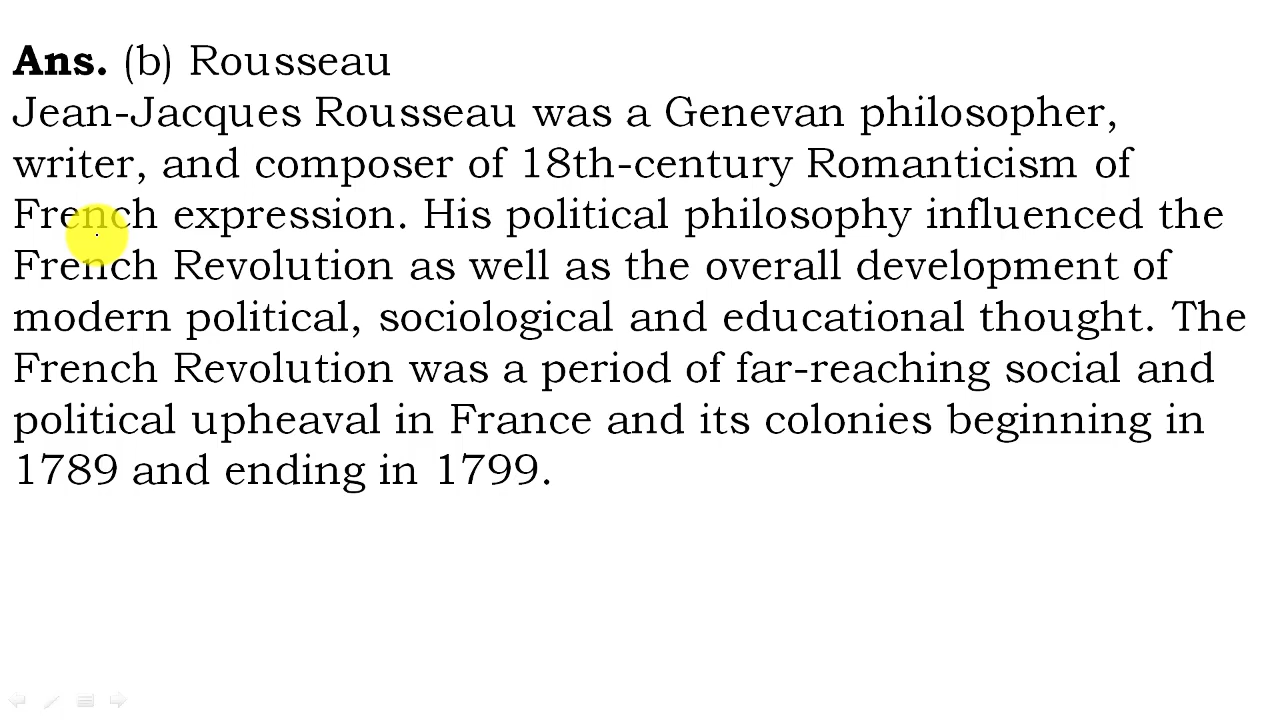 Ans. (b) Rousseau
Jean-Jacques Rousseau was a Genevan philosopher,
writer, and composer of 18th-century Romanticism of
French expression. His political philosophy influenced the
French Revolution as well as the overall development of
modern political, sociological and educational thought. The
French Revolution was a period of far-reaching social and
political upheaval in France and its colonies beginning in
1789 and ending in 1799.